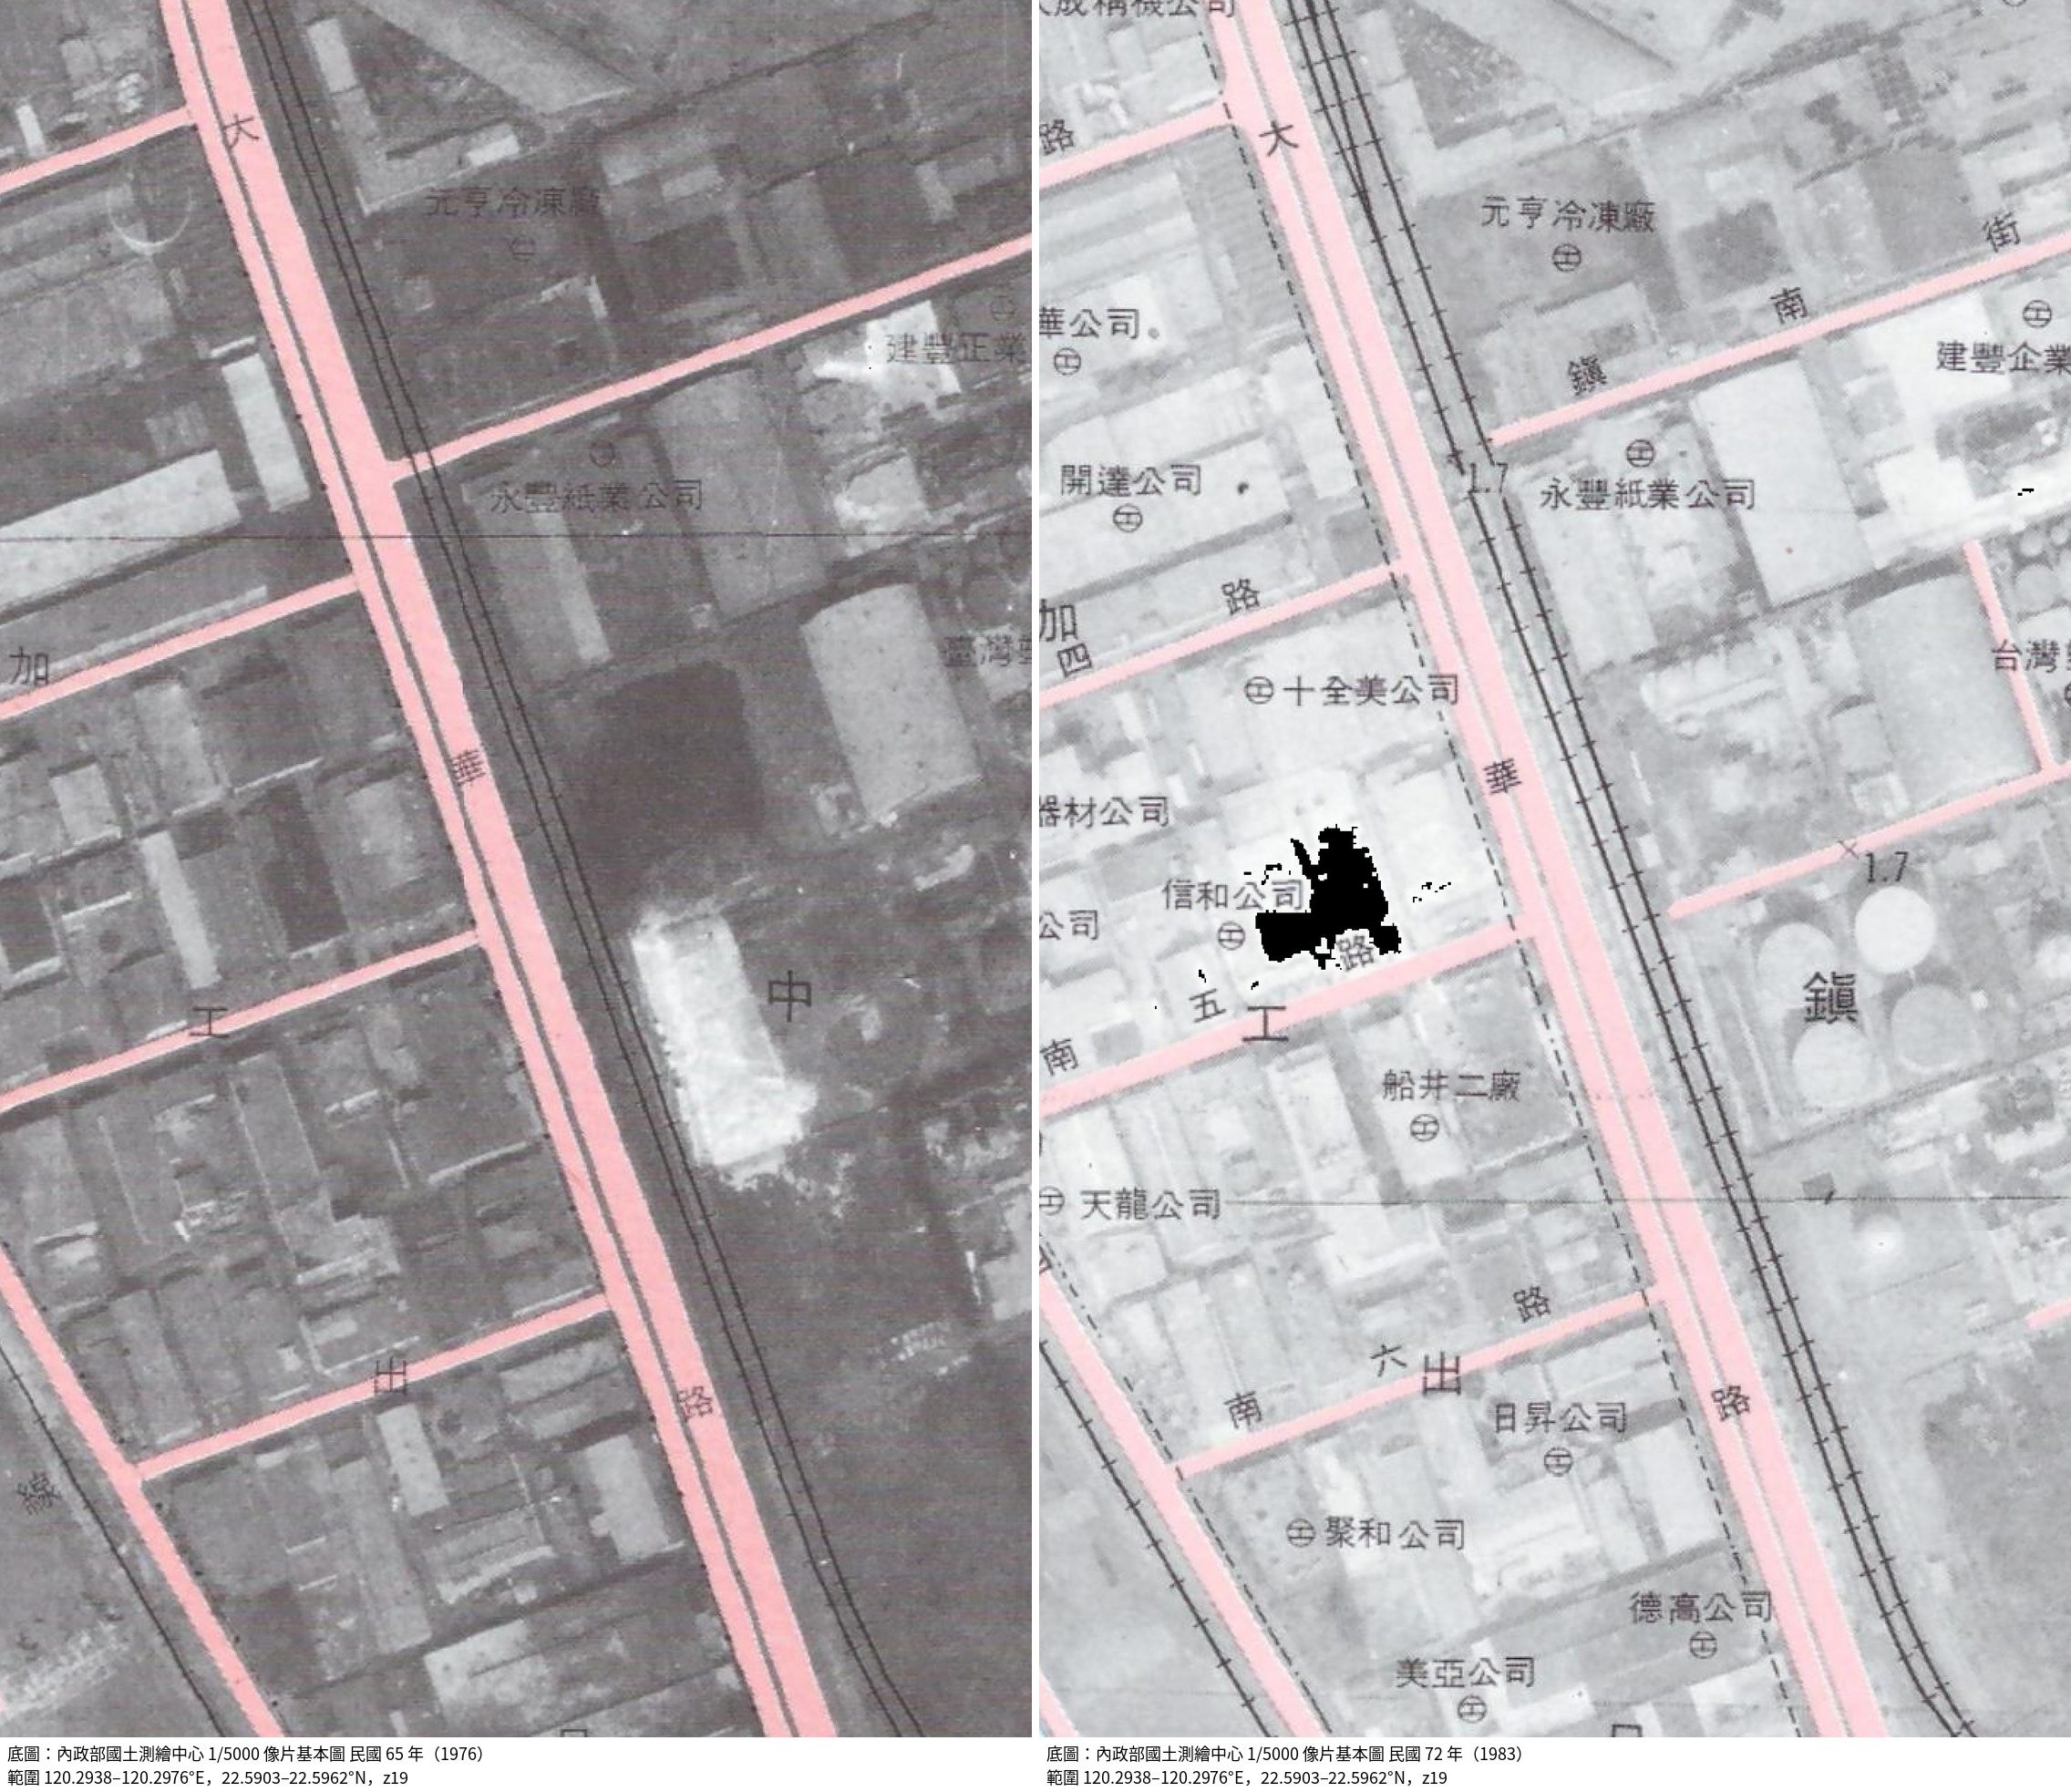 大
元亨冷凍廠
建豐正業
永豐紙業公司
加
臺灣
華
中
工
出
路
線
大成精機公司
路
大
元亨冷凍廠
街
南
華公司
鎮
建豐企業
開達公司
1.7
永豐紙業公司
路
加
四
台灣
十全美公司
華
器材公司
1.7
信和公司
公司
路
鎮
五
工
南
船井二廠
天龍公司
路
六
出
南
日昇公司
路
聚和公司
德高公司
美亞公司
底圖：內政部國土測繪中心 1/5000 像片基本圖 民國 65 年（1976）
範圍 120.2938–120.2976°E，22.5903–22.5962°N，z19
底圖：內政部國土測繪中心 1/5000 像片基本圖 民國 72 年（1983）
範圍 120.2938–120.2976°E，22.5903–22.5962°N，z19